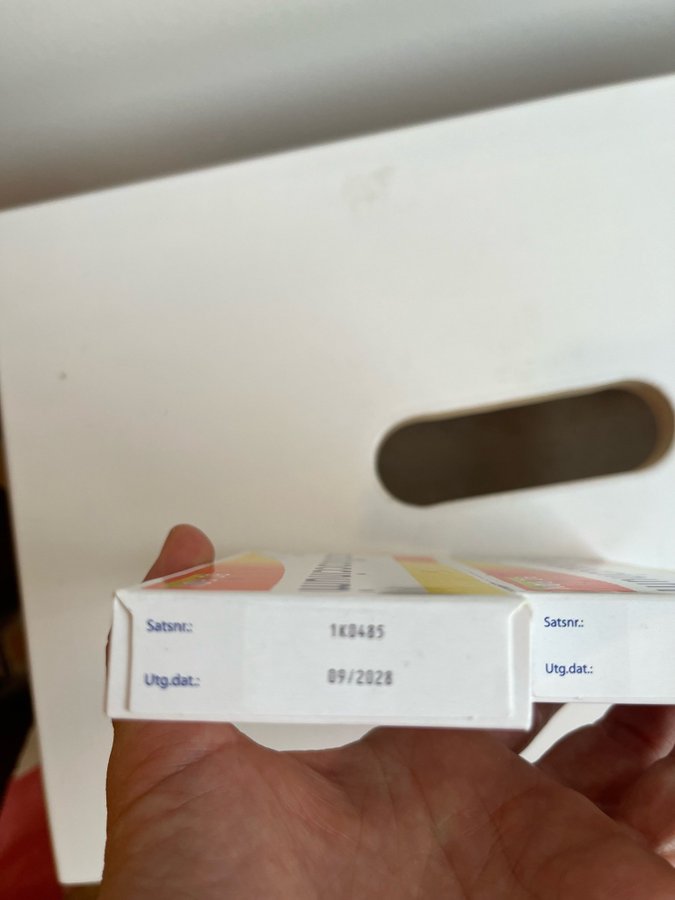 Satsnr.: 1K0485
Utg.dat.: 09/2028
Satsnr.:
Utg.dat.: